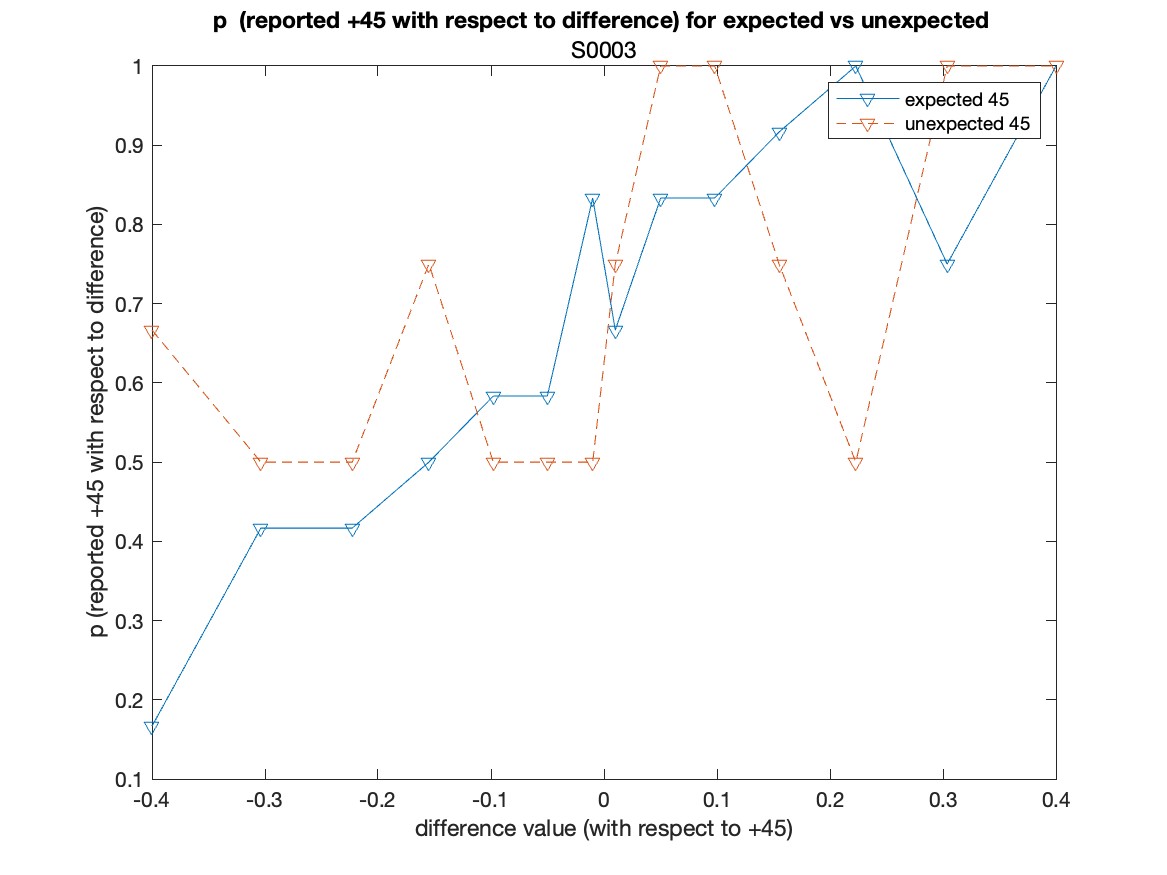 p  (reported +45 with respect to difference) for expected vs unexpected
S0003
expected 45
unexpected 45
p (reported +45 with respect to difference)
1
0.9
0.8
0.7
0.6
0.5
0.4
0.3
0.2
0.1
-0.4 -0.3 -0.2 -0.1 0 0.1 0.2 0.3 0.4
difference value (with respect to +45)